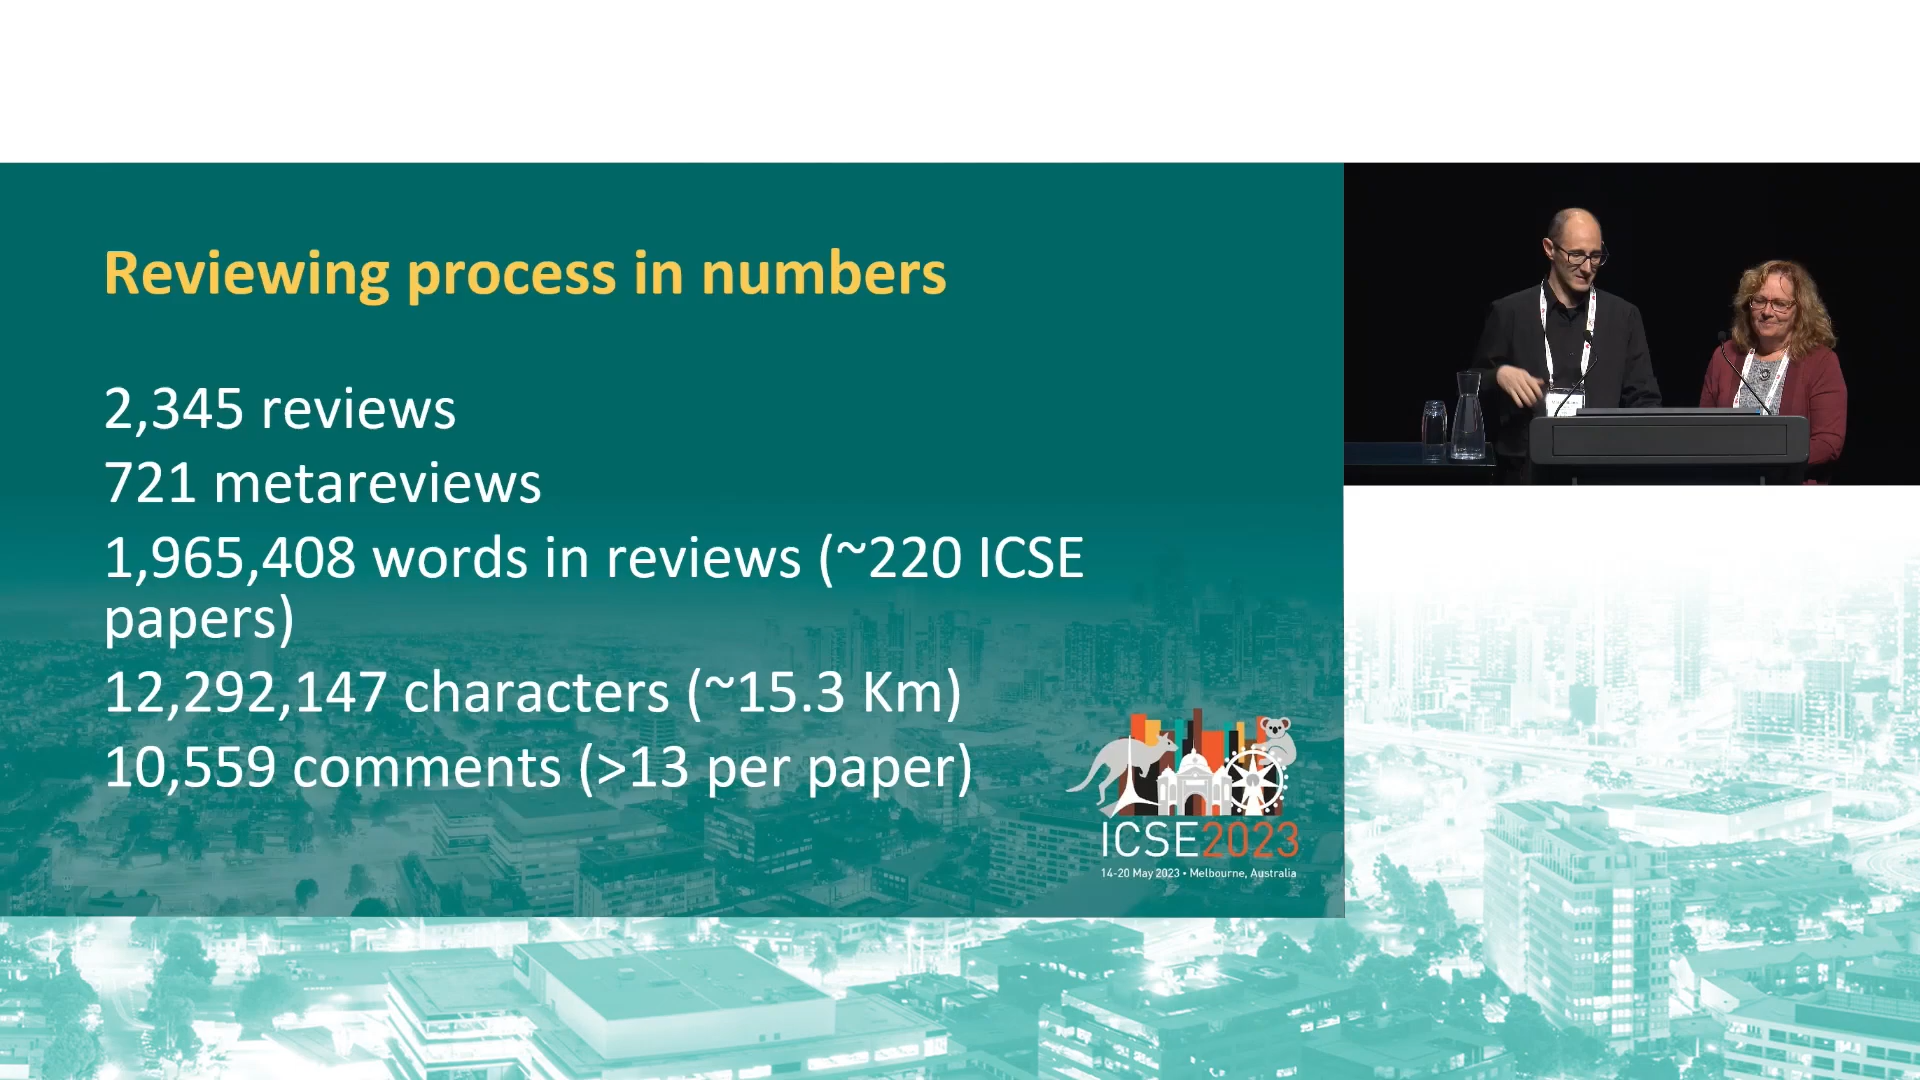 Reviewing process in numbers
2,345 reviews
721 metareviews
1,965,408 words in reviews (~220 ICSE
papers)
12,292,147 characters (~15.3 Km)
10,559 comments (>13 per paper)
ICSE2023
14-20 May 2023 • Melbourne, Australia